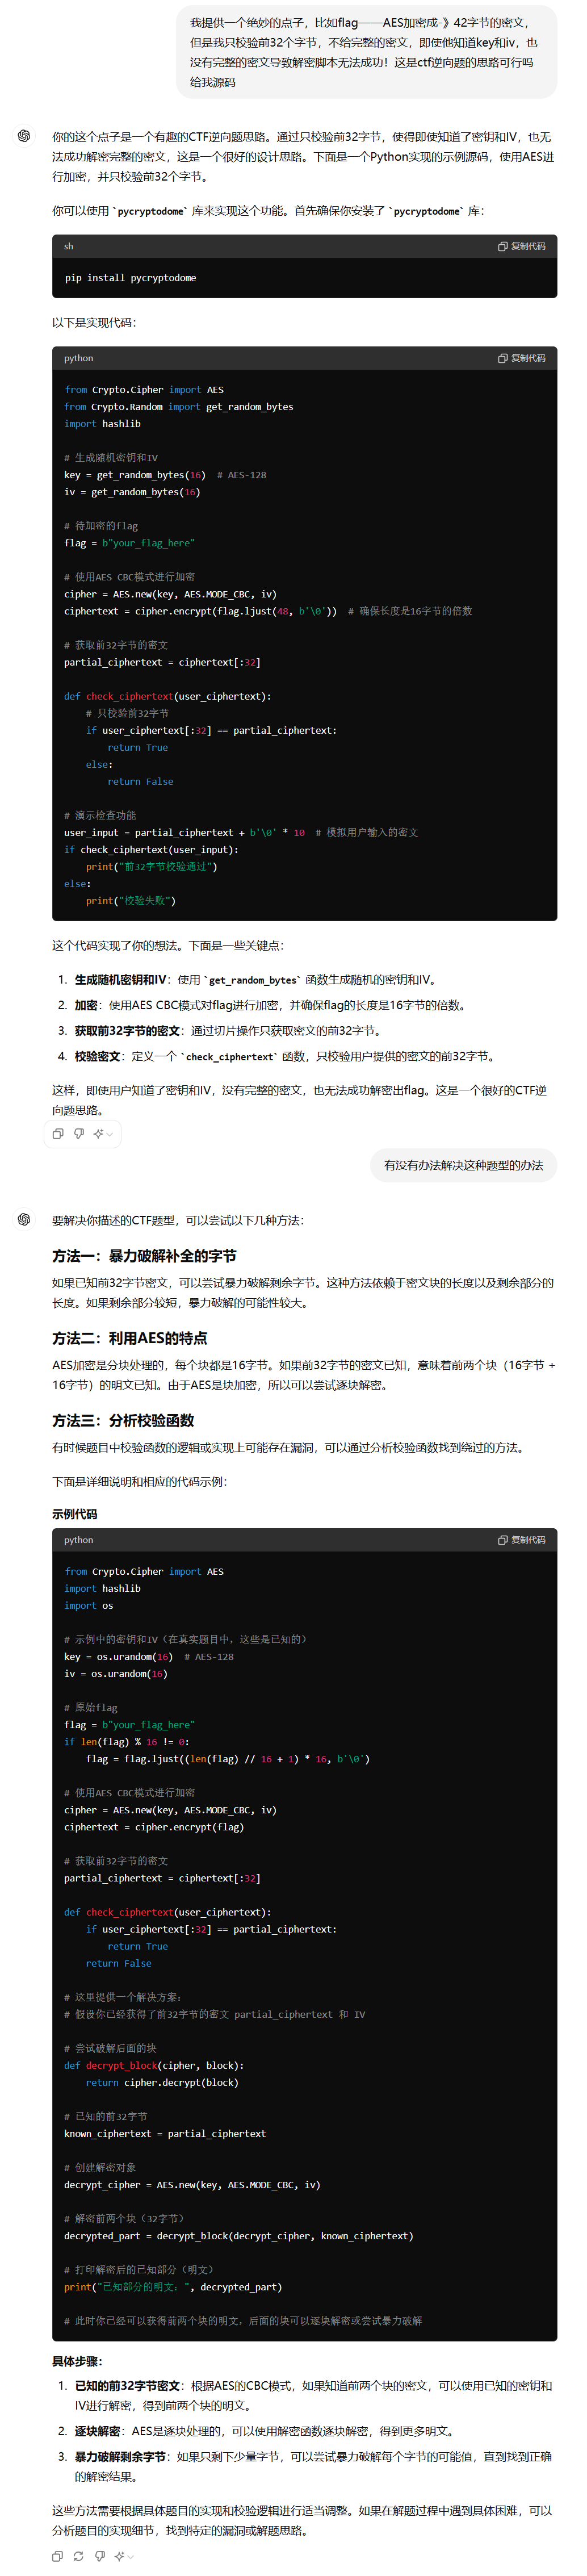 我提供一个绝妙的点子，比如flag——AES加密成-》42字节的密文，
但是我只校验前32个字节，不给完整的密文，即使他知道key和iv，也
没有完整的密文导致解密脚本无法成功！这是ctf逆向题的思路可行吗
给我源码
你的这个点子是一个有趣的CTF逆向题思路。通过只校验前32字节，使得即使知道了密钥和IV，也无
法成功解密完整的密文，这是一个很好的设计思路。下面是一个Python实现的示例源码，使用AES进
行加密，并只校验前32个字节。
你可以使用 `pycryptodome` 库来实现这个功能。首先确保你安装了 `pycryptodome` 库：
sh 复制代码
pip install pycryptodome
以下是实现代码：
python 复制代码
from Crypto.Cipher import AES
from Crypto.Random import get_random_bytes
import hashlib
# 生成随机密钥和IV
key = get_random_bytes(16)  # AES-128
iv = get_random_bytes(16)
# 待加密的flag
flag = b"your_flag_here"
# 使用AES CBC模式进行加密
cipher = AES.new(key, AES.MODE_CBC, iv)
ciphertext = cipher.encrypt(flag.ljust(48, b'\0'))  # 确保长度是16字节的倍数
# 获取前32字节的密文
partial_ciphertext = ciphertext[:32]
def check_ciphertext(user_ciphertext):
    # 只校验前32字节
    if user_ciphertext[:32] == partial_ciphertext:
        return True
    else:
        return False
# 演示检查功能
user_input = partial_ciphertext + b'\0' * 10  # 模拟用户输入的密文
if check_ciphertext(user_input):
    print("前32字节校验通过")
else:
    print("校验失败")
这个代码实现了你的想法。下面是一些关键点：
1. 生成随机密钥和IV：使用 `get_random_bytes` 函数生成随机的密钥和IV。
2. 加密：使用AES CBC模式对flag进行加密，并确保flag的长度是16字节的倍数。
3. 获取前32字节的密文：通过切片操作只获取密文的前32字节。
4. 校验密文：定义一个 `check_ciphertext` 函数，只校验用户提供的密文的前32字节。
这样，即使用户知道了密钥和IV，没有完整的密文，也无法成功解密出flag。这是一个很好的CTF逆
向题思路。
有没有办法解决这种题型的办法
要解决你描述的CTF题型，可以尝试以下几种方法：
方法一：暴力破解补全的字节
如果已知前32字节密文，可以尝试暴力破解剩余字节。这种方法依赖于密文块的长度以及剩余部分的
长度。如果剩余部分较短，暴力破解的可能性较大。
方法二：利用AES的特点
AES加密是分块处理的，每个块都是16字节。如果前32字节的密文已知，意味着前两个块（16字节 +
16字节）的明文已知。由于AES是块加密，所以可以尝试逐块解密。
方法三：分析校验函数
有时候题目中校验函数的逻辑或实现上可能存在漏洞，可以通过分析校验函数找到绕过的方法。
下面是详细说明和相应的代码示例：
示例代码
python 复制代码
from Crypto.Cipher import AES
import hashlib
import os
# 示例中的密钥和IV（在真实题目中，这些是已知的）
key = os.urandom(16)  # AES-128
iv = os.urandom(16)
# 原始flag
flag = b"your_flag_here"
if len(flag) % 16 != 0:
    flag = flag.ljust((len(flag) // 16 + 1) * 16, b'\0')
# 使用AES CBC模式进行加密
cipher = AES.new(key, AES.MODE_CBC, iv)
ciphertext = cipher.encrypt(flag)
# 获取前32字节的密文
partial_ciphertext = ciphertext[:32]
def check_ciphertext(user_ciphertext):
    if user_ciphertext[:32] == partial_ciphertext:
        return True
    return False
# 这里提供一个解决方案：
# 假设你已经获得了前32字节的密文 partial_ciphertext 和 IV
# 尝试破解后面的块
def decrypt_block(cipher, block):
    return cipher.decrypt(block)
# 已知的前32字节
known_ciphertext = partial_ciphertext
# 创建解密对象
decrypt_cipher = AES.new(key, AES.MODE_CBC, iv)
# 解密前两个块（32字节）
decrypted_part = decrypt_block(decrypt_cipher, known_ciphertext)
# 打印解密后的已知部分（明文）
print("已知部分的明文：", decrypted_part)
# 此时你已经可以获得前两个块的明文，后面的块可以逐块解密或尝试暴力破解
具体步骤：
1. 已知的前32字节密文：根据AES的CBC模式，如果知道前两个块的密文，可以使用已知的密钥和
IV进行解密，得到前两个块的明文。
2. 逐块解密：AES是逐块处理的，可以使用解密函数逐块解密，得到更多明文。
3. 暴力破解剩余字节：如果只剩下少量字节，可以尝试暴力破解每个字节的可能值，直到找到正确
的解密结果。
这些方法需要根据具体题目的实现和校验逻辑进行适当调整。如果在解题过程中遇到具体困难，可以
分析题目的实现细节，找到特定的漏洞或解题思路。